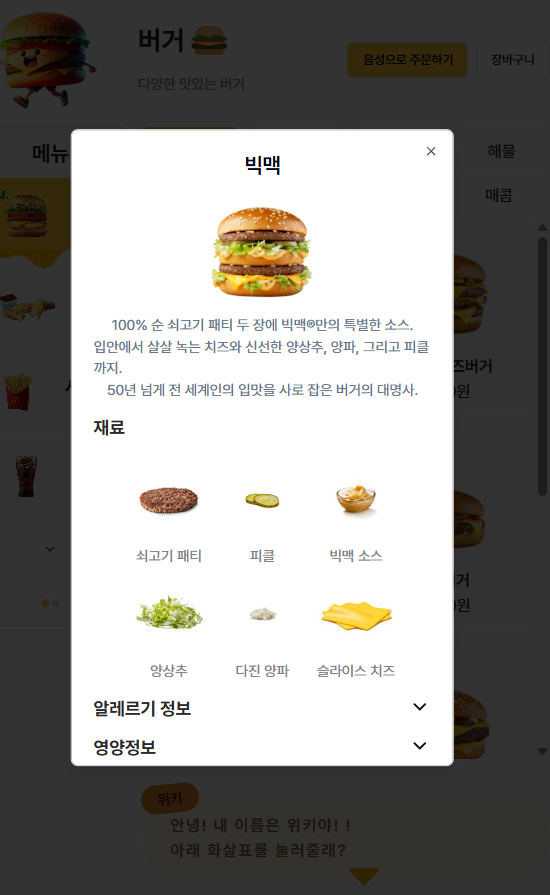 버거
다양한 맛있는 버거
음성으로 주문하기
장바구니
메뉴
해물
매콤
빅맥
100% 순 쇠고기 패티 두 장에 빅맥®만의 특별한 소스.
입안에서 살살 녹는 치즈와 신선한 양상추, 양파, 그리고 피클
까지.
50년 넘게 전 세계인의 입맛을 사로 잡은 버거의 대명사.
재료
쇠고기 패티
피클
빅맥 소스
양상추
다진 양파
슬라이스 치즈
알레르기 정보
영양정보
즈버거
원
거
원
위키
안녕! 내 이름은 위키야! !
아래 화살표를 눌러줄래?